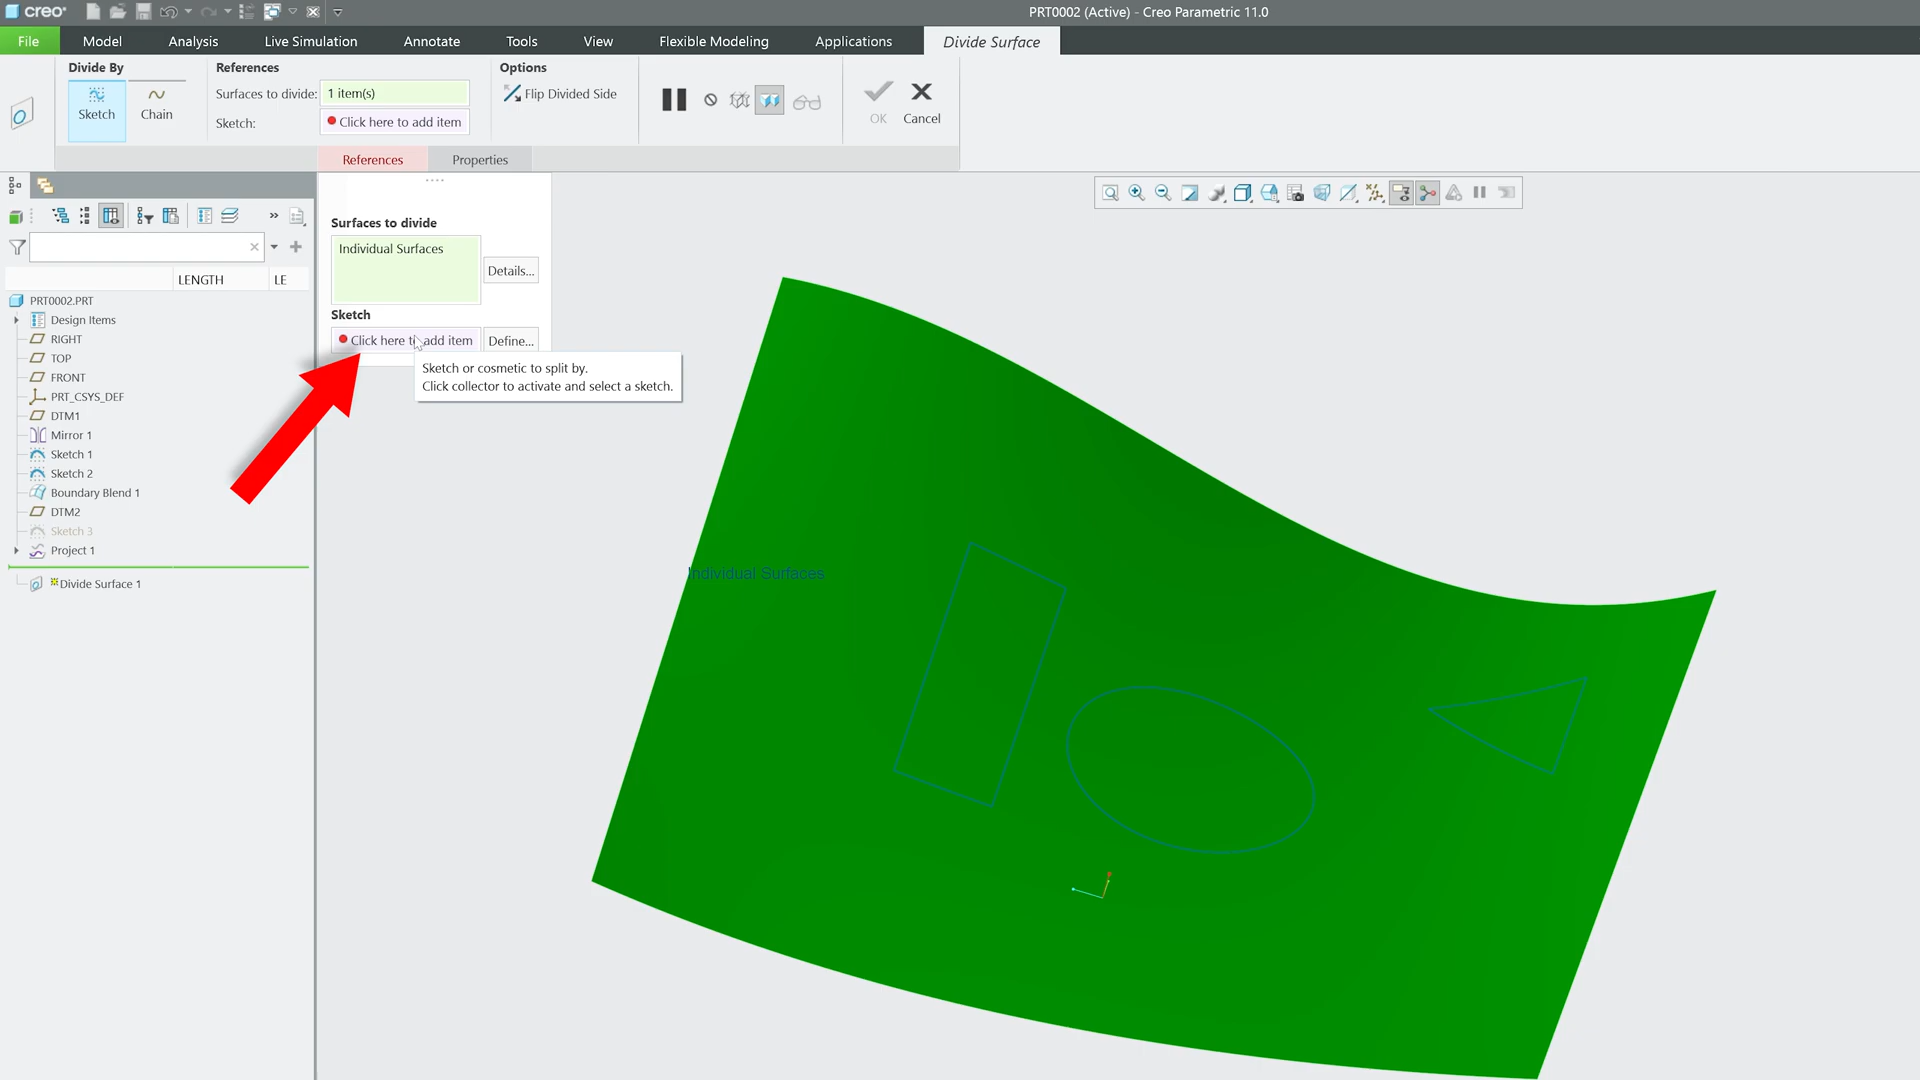 creo
PRT0002 (Active) - Creo Parametric 11.0
File Model Analysis Live Simulation Annotate Tools View Flexible Modeling Applications Divide Surface
Divide By
Sketch
Chain
References
Surfaces to divide: 1 item(s)
Sketch: Click here to add item
Options
Flip Divided Side
OK
Cancel
References Properties
Surfaces to divide
Individual Surfaces
Details...
Sketch
Click here to add item
Define...
Sketch or cosmetic to split by.
Click collector to activate and select a sketch.
LENGTH LE
PRT0002.PRT
Design Items
RIGHT
TOP
FRONT
PRT_CSYS_DEF
DTM1
Mirror 1
Sketch 1
Sketch 2
Boundary Blend 1
DTM2
Sketch 3
Project 1
Divide Surface 1
Individual Surfaces